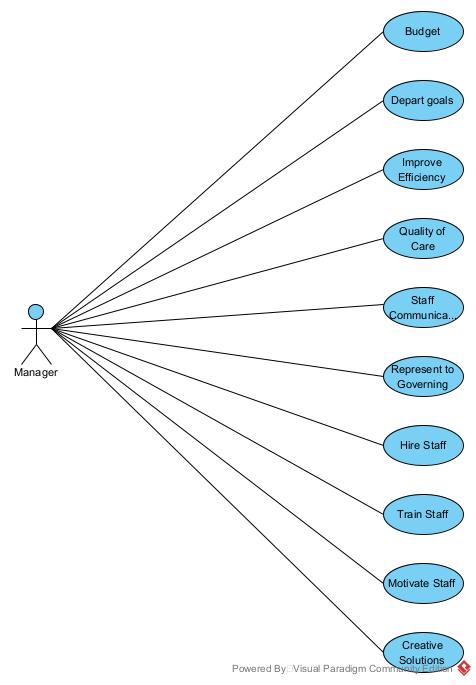 Budget
Depart goals
Improve
Efficiency
Quality of
Care
Staff
Communica...
Manager
Represent to
Governing
Hire Staff
Train Staff
Motivate Staff
Creative
Solutions
Powered By□Visual Paradigm Community Edition